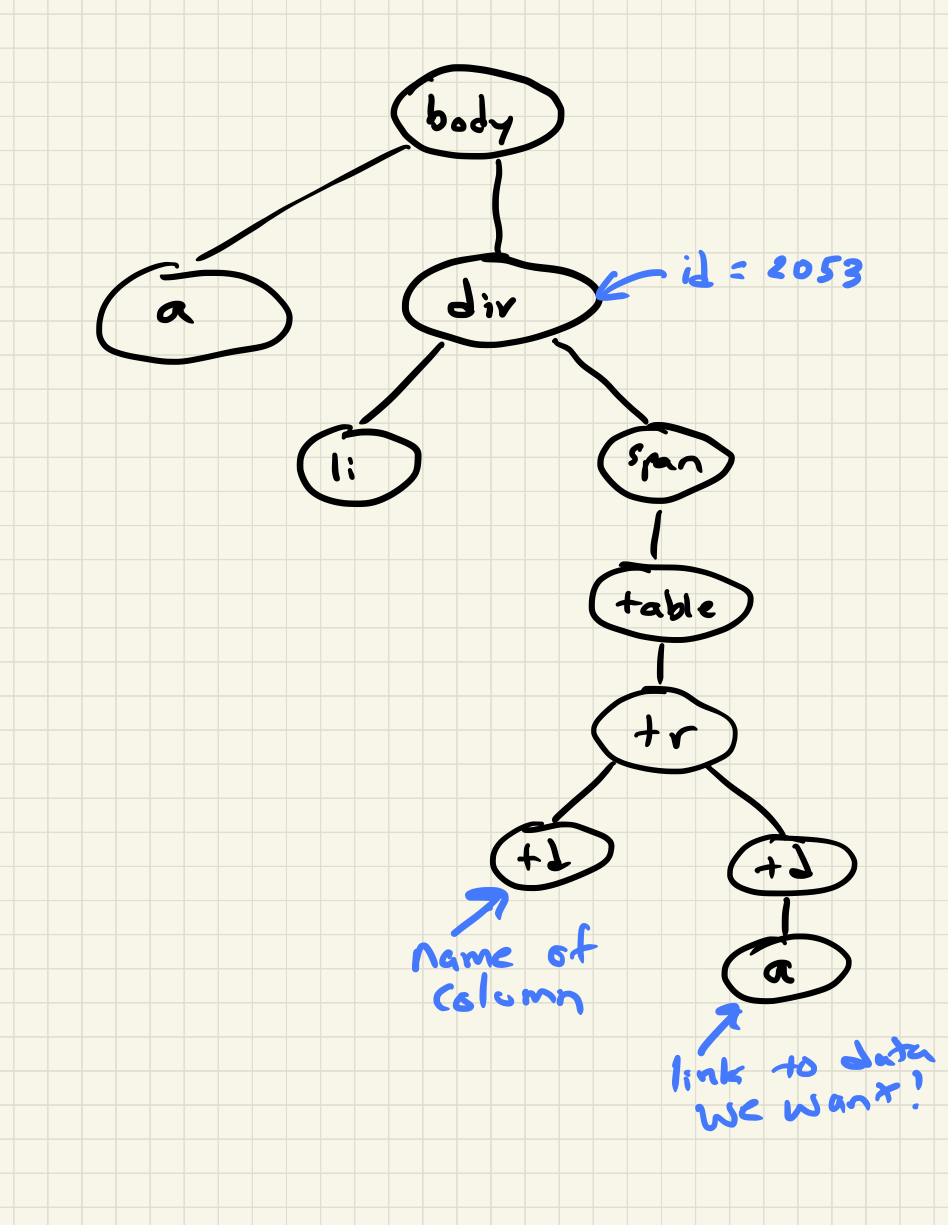 body
a
div
id = 2053
li
span
table
tr
td
td
name of
column
a
link to data
we want!